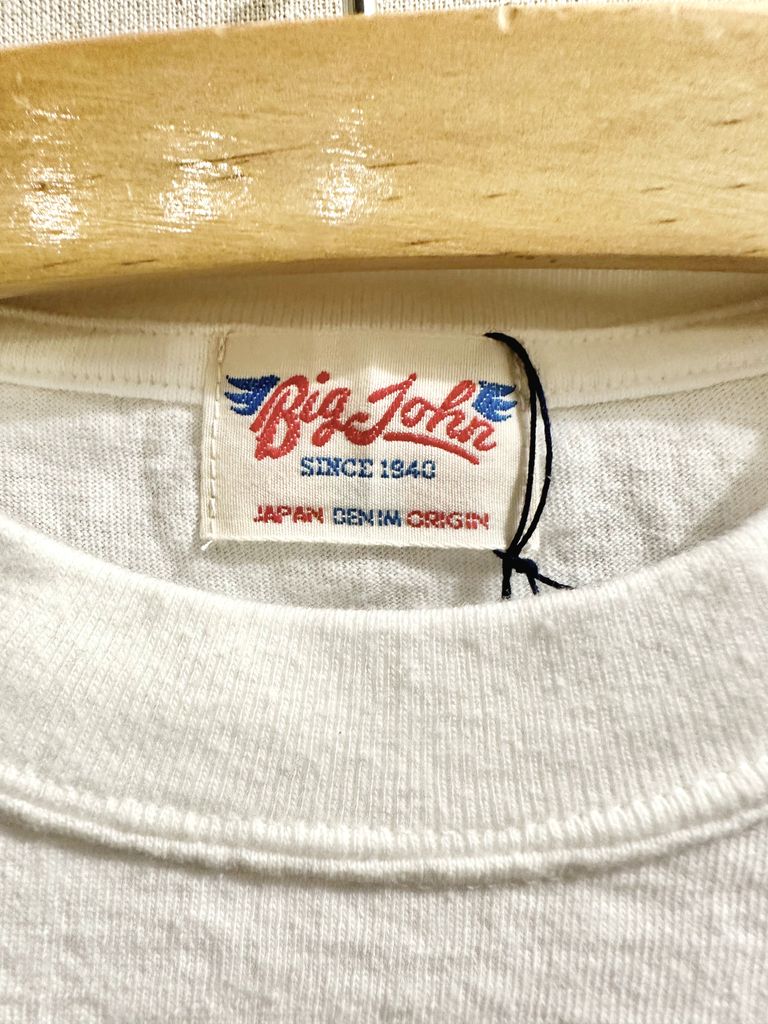 Big John
SINCE 1940
JAPAN DENIM ORIGIN